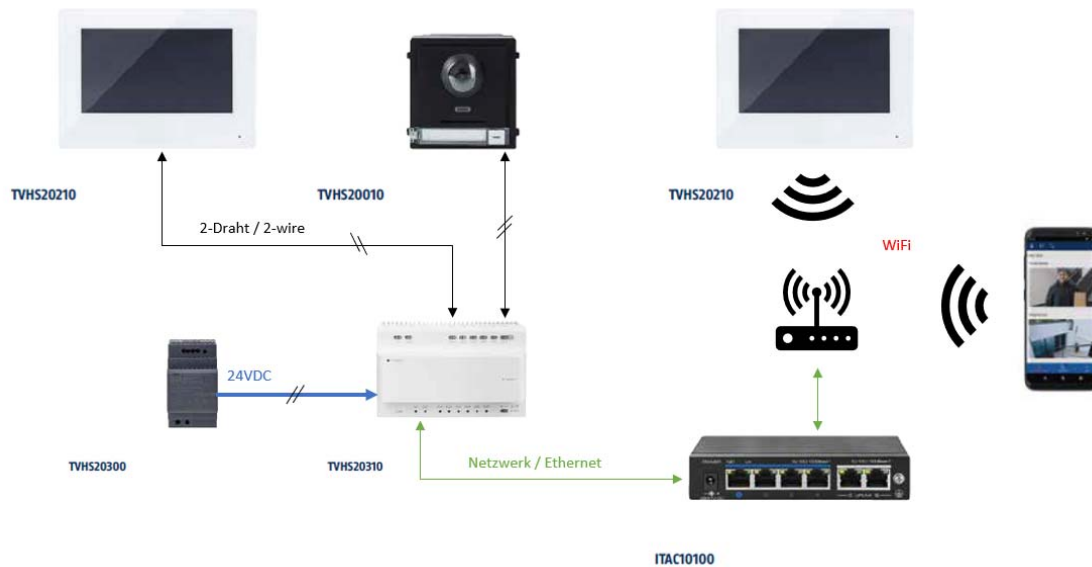 TVHS20210
TVHS20010
TVHS20210
2-Draht / 2-wire
WiFi
24VDC
TVHS20300
TVHS20310
Netzwerk / Ethernet
ITAC10100